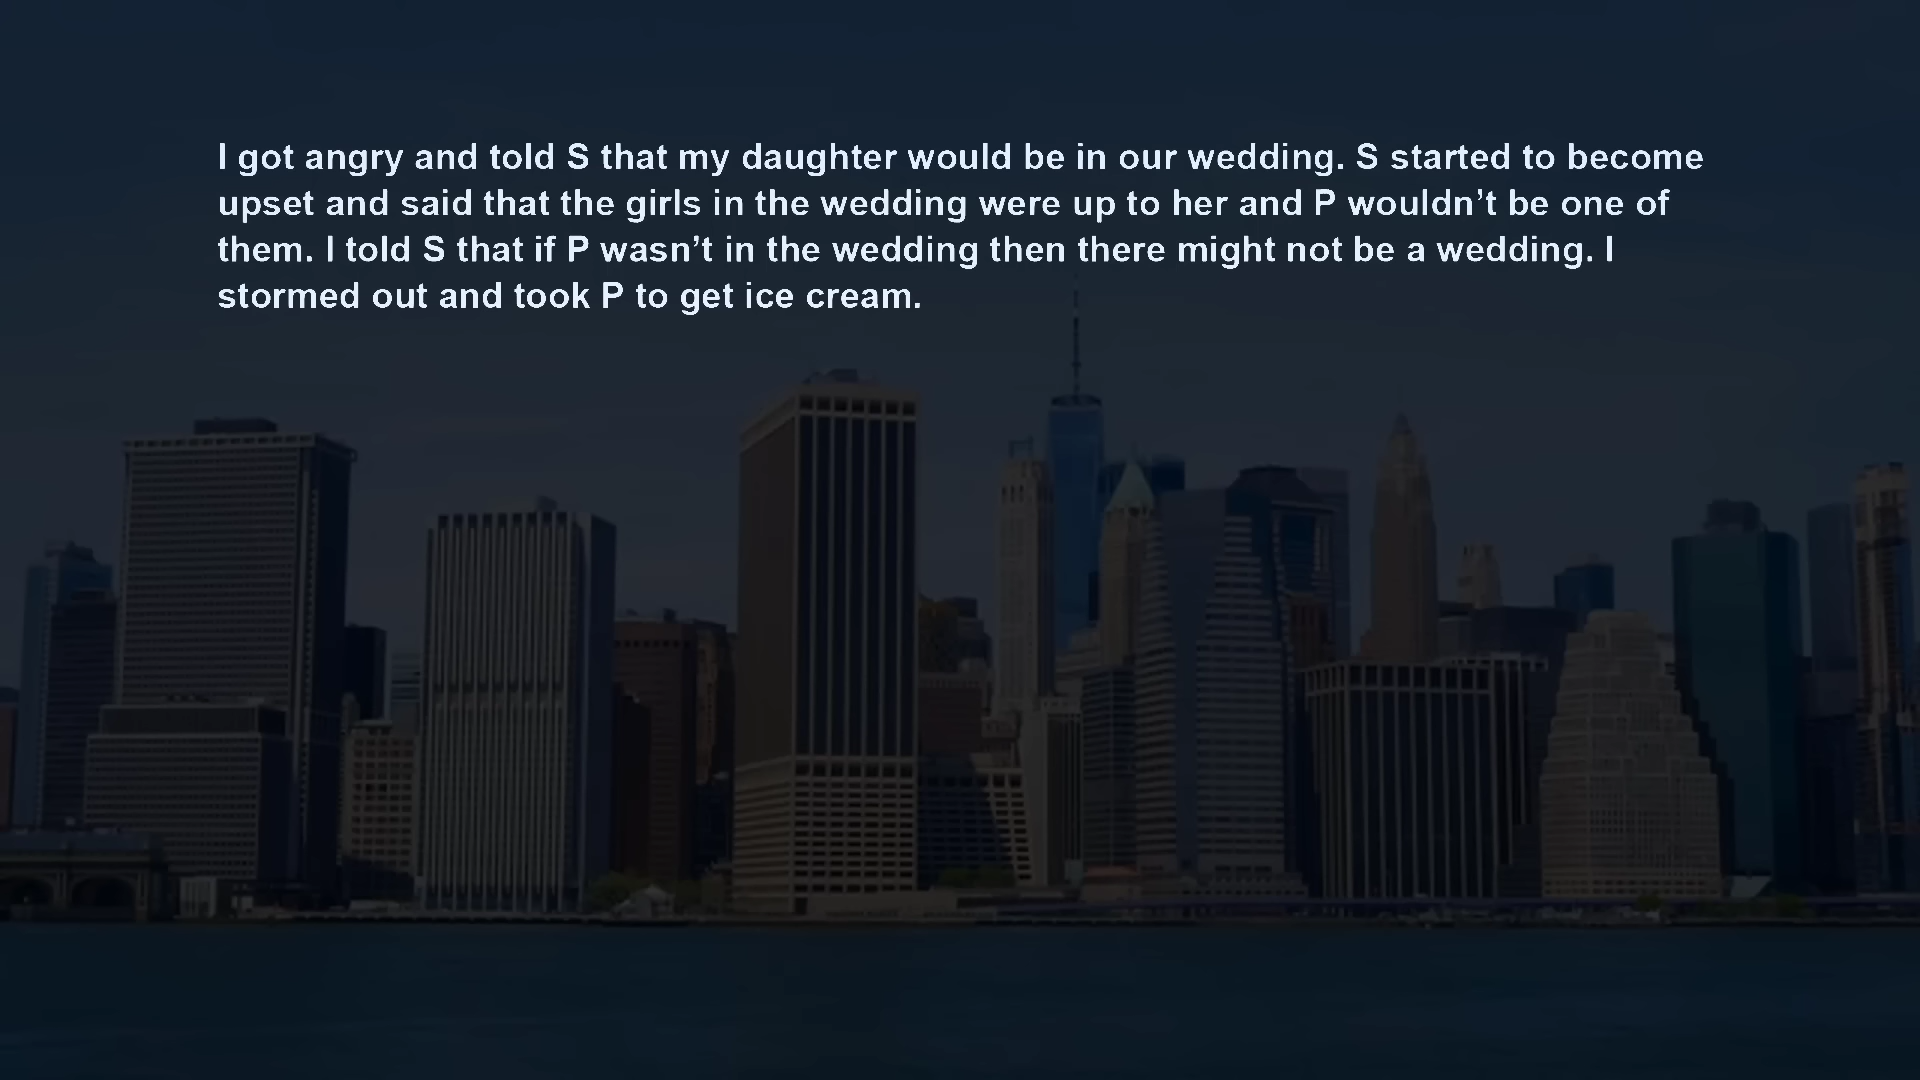 I got angry and told S that my daughter would be in our wedding. S started to become
upset and said that the girls in the wedding were up to her and P wouldn’t be one of
them. I told S that if P wasn’t in the wedding then there might not be a wedding. I
stormed out and took P to get ice cream.